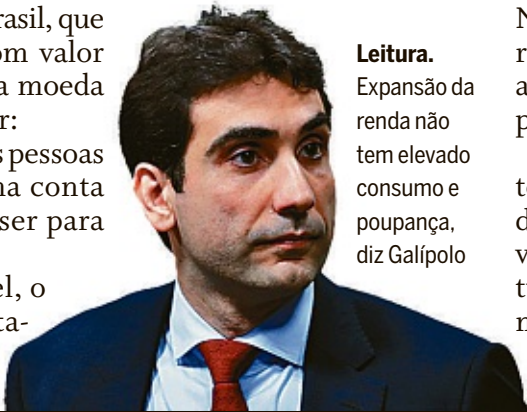 rasil, que
om valor
a moeda
r:
s pessoas
na conta
ser para
el, o
ta-
Leitura.
Expansão da
renda não
tem elevado
consumo e
poupança,
diz Galípolo
N
r
a
p
t
d
v
t
n